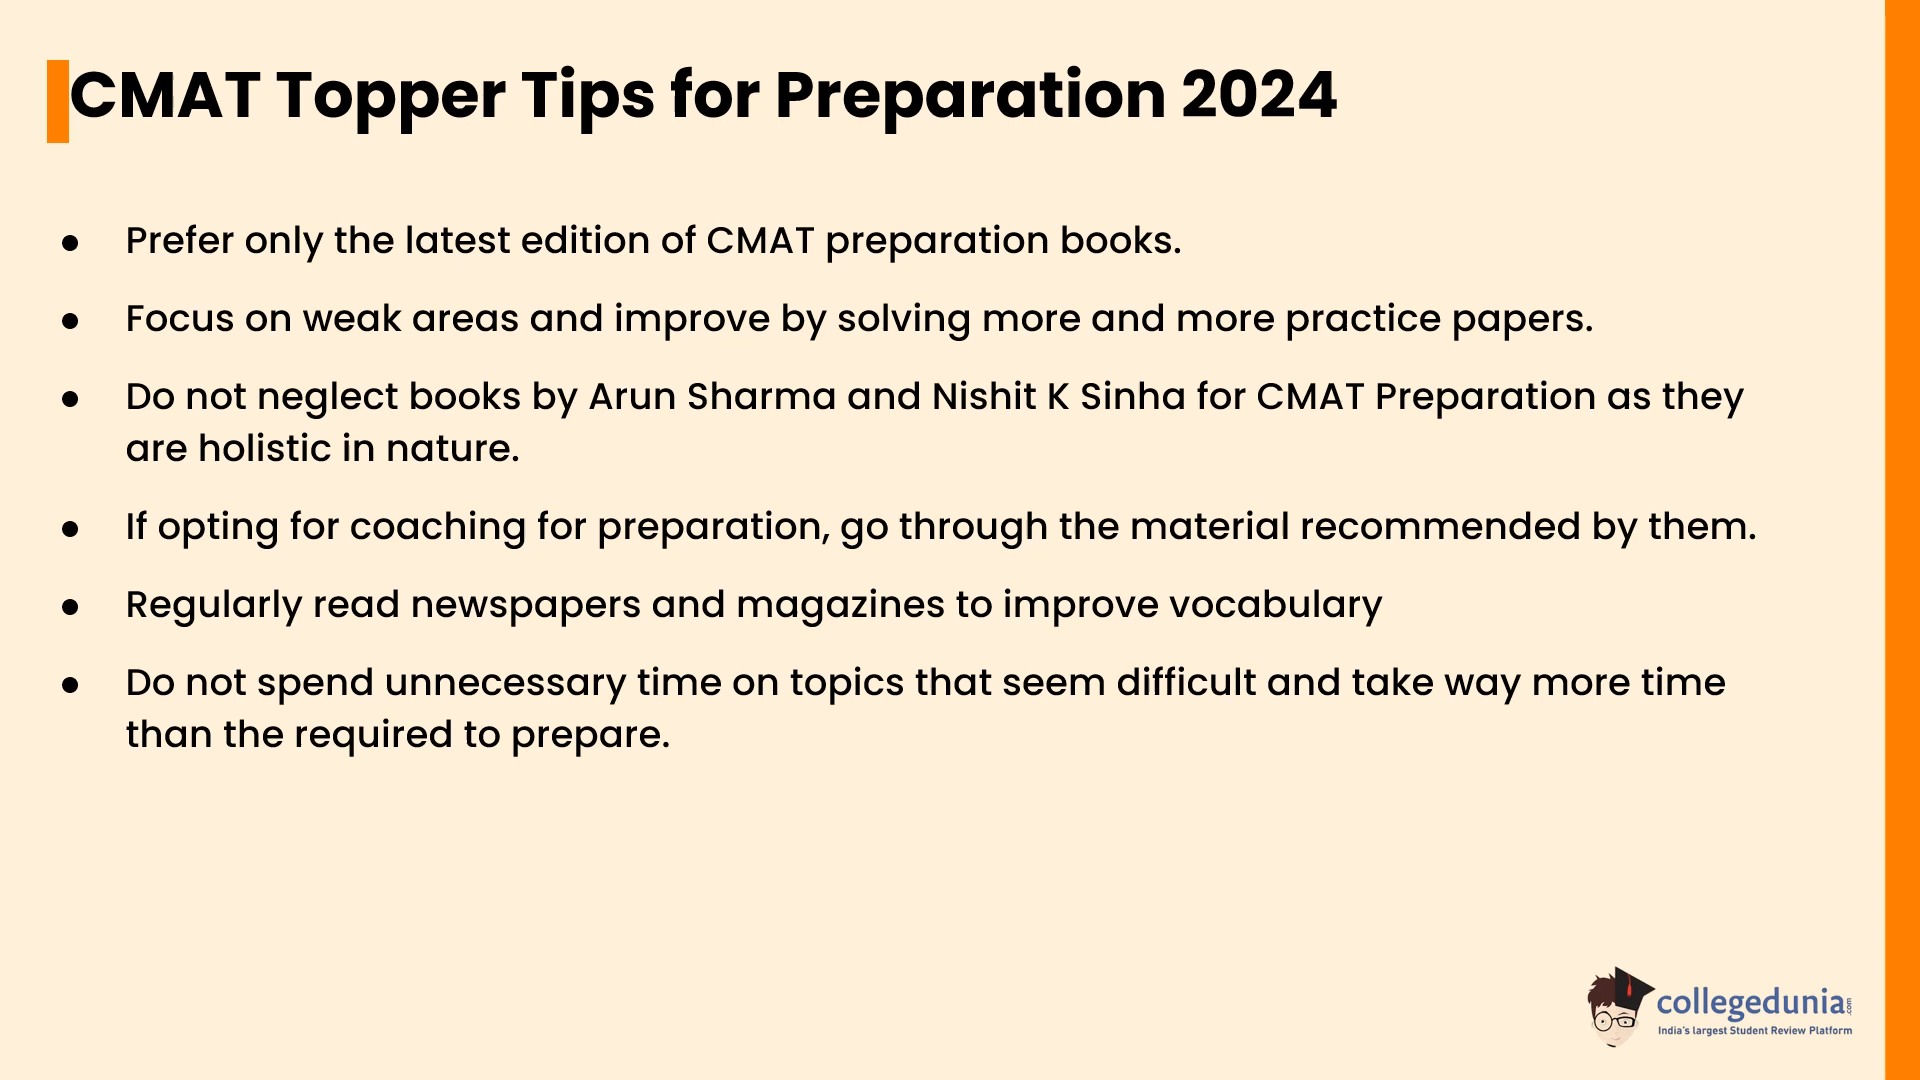 CMAT Topper Tips for Preparation 2024
● Prefer only the latest edition of CMAT preparation books.
● Focus on weak areas and improve by solving more and more practice papers.
● Do not neglect books by Arun Sharma and Nishit K Sinha for CMAT Preparation as they
are holistic in nature.
● If opting for coaching for preparation, go through the material recommended by them.
● Regularly read newspapers and magazines to improve vocabulary
● Do not spend unnecessary time on topics that seem difficult and take way more time
than the required to prepare.
collegedunia.com
India's largest Student Review Platform